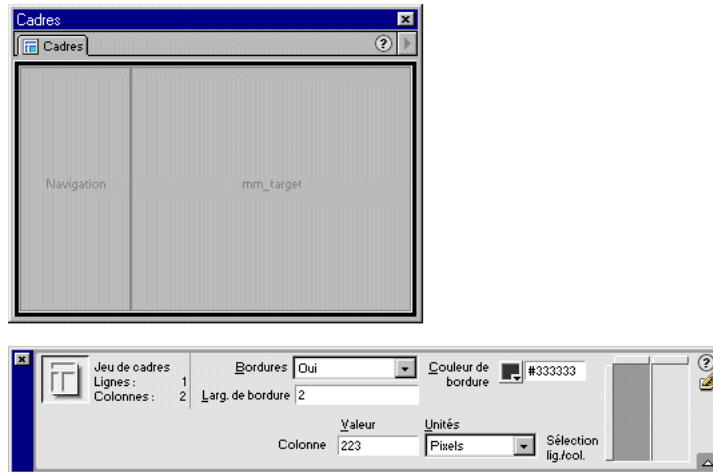 Cadres
Cadres ?
Navigation mm_target
Jeu de cadres Bordures Oui Couleur de bordure #333333 ?
Lignes : 1
Colonnes : 2 Larg. de bordure 2
Valeur Unités
Colonne 223 Pixels Sélection lig./col.